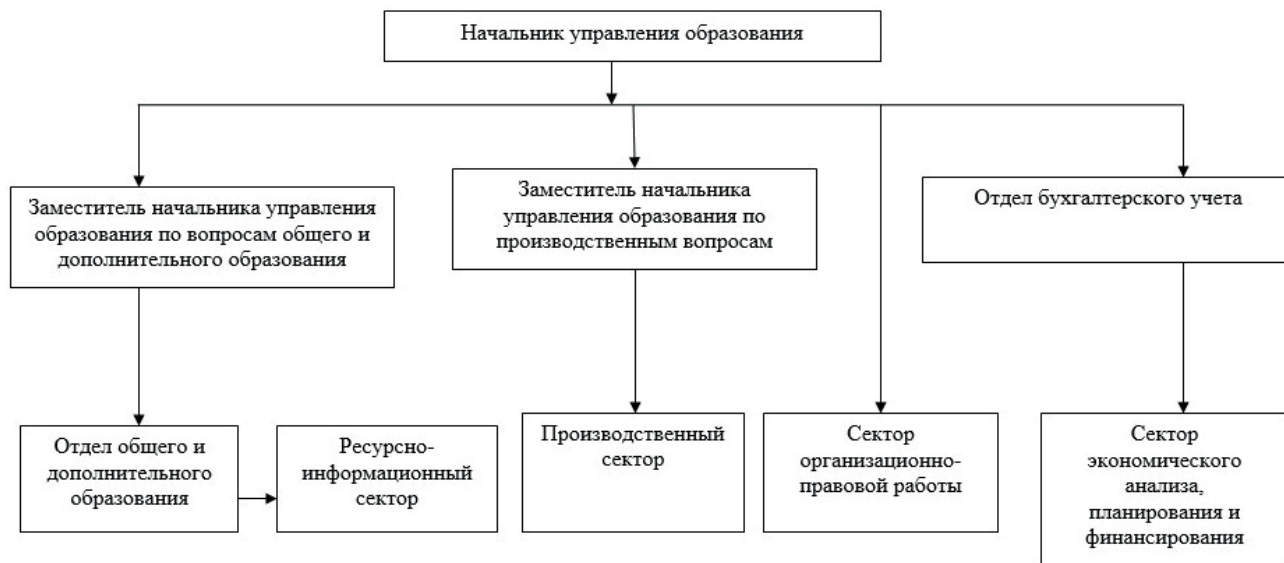 Начальник управления образования
Заместитель начальника управления
образования по вопросам общего и
дополнительного образования
Заместитель начальника
управления образования по
производственным вопросам
Отдел бухгалтерского учета
Отдел общего и
дополнительного
образования
Ресурсно-
информационный
сектор
Производственный
сектор
Сектор
организационно-
правовой работы
Сектор
экономического
анализа,
планирования и
финансирования